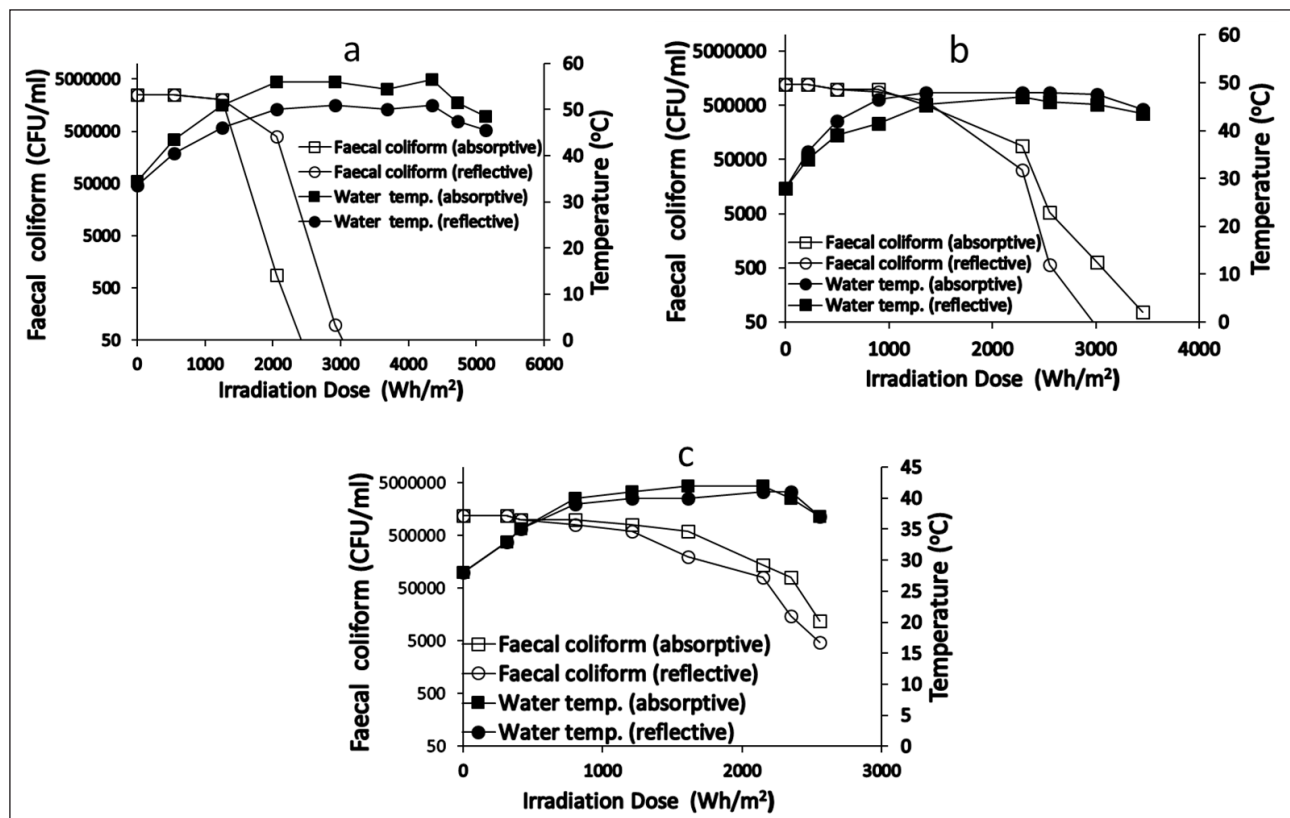 a
Faecal coliform (CFU/ml)
5000000
500000
50000
5000
500
50
60
50
40
30
20
10
0
Temperature (ºC)
Faecal coliform (absorptive)
Faecal coliform (reflective)
Water temp. (absorptive)
Water temp. (reflective)
0 1000 2000 3000 4000 5000 6000
Irradiation Dose (Wh/m²)
b
Faecal coliform (CFU/ml)
5000000
500000
50000
5000
500
50
60
50
40
30
20
10
0
Temperature (ºC)
Faecal coliform (absorptive)
Faecal coliform (reflective)
Water temp. (absorptive)
Water temp. (reflective)
0 1000 2000 3000 4000
Irradiation Dose (Wh/m²)
c
Faecal coliform (CFU/ml)
5000000
500000
50000
5000
500
50
45
40
35
30
25
20
15
10
5
0
Temperature (ºC)
Faecal coliform (absorptive)
Faecal coliform (reflective)
Water temp. (absorptive)
Water temp. (reflective)
0 1000 2000 3000
Irradiation Dose (Wh/m²)